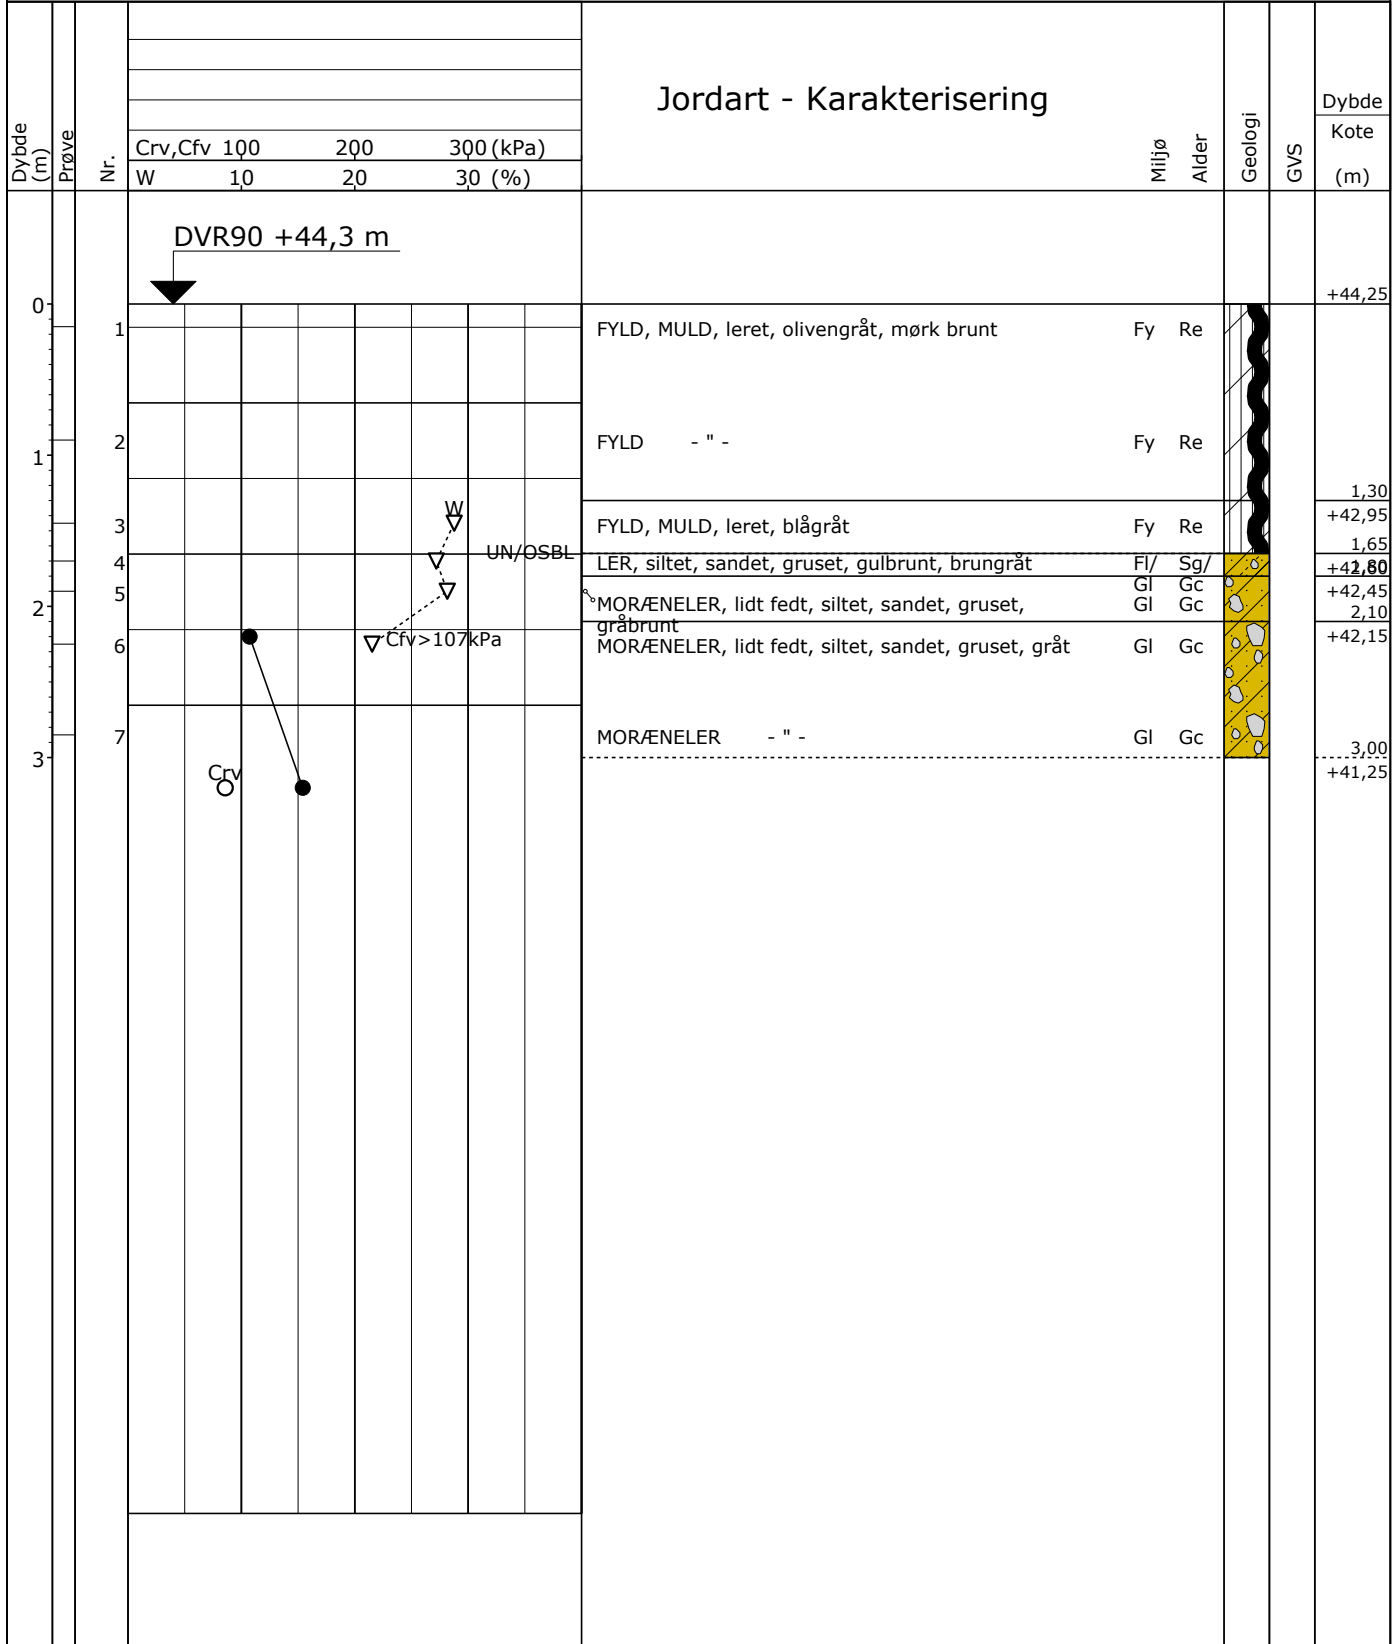 Jordart - Karakterisering
Dybde (m)
Prøve
Nr.
Crv,Cfv 100 200 300 (kPa)
W 10 20 30 (%)
Miljø
Alder
Geologi
GVS
Dybde
Kote
(m)
DVR90 +44,3 m
0
+44,25
1 FYLD, MULD, leret, olivengråt, mørk brunt Fy Re
2 FYLD - " - Fy Re
1
1,30
W
+42,95
3 FYLD, MULD, leret, blågråt Fy Re
1,65
UN/OSBL
4 LER, siltet, sandet, gruset, gulbrunt, brungråt Fl/ Sg/
+42,60
1,80
Gl Gc
+42,45
5 MORÆNELER, lidt fedt, siltet, sandet, gruset, Gl Gc
2
2,10
gråbrunt
+42,15
Cfv>107kPa
6 MORÆNELER, lidt fedt, siltet, sandet, gruset, gråt Gl Gc
7 MORÆNELER - " - Gl Gc
3
3,00
Crv
+41,25